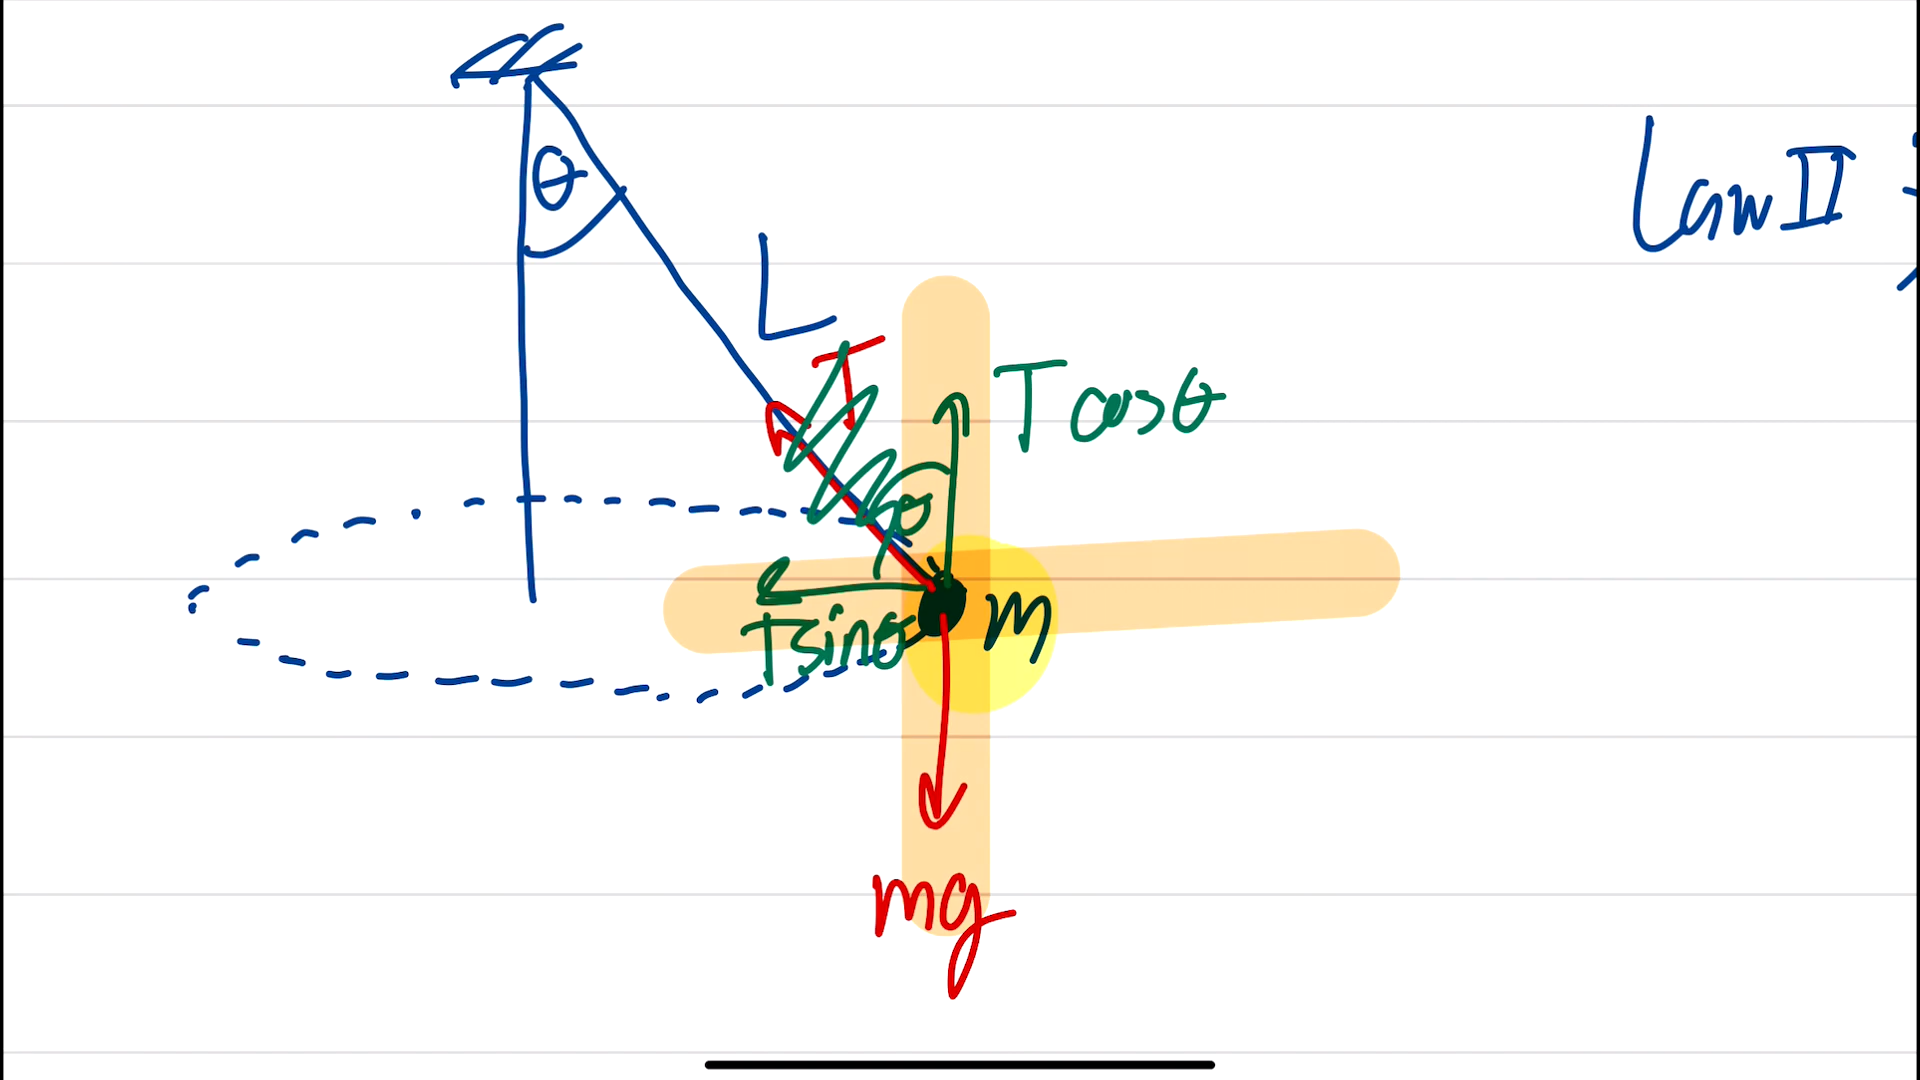 θ
Law II
L
T
T cosθ
θ
T sinθ
m
mg